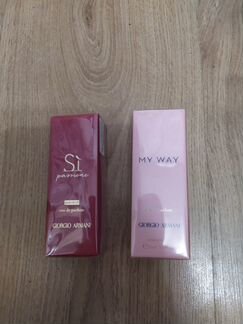 Sì
passione
eau de parfum
GIORGIO ARMANI
MY WAY
GIORGIO ARMANI